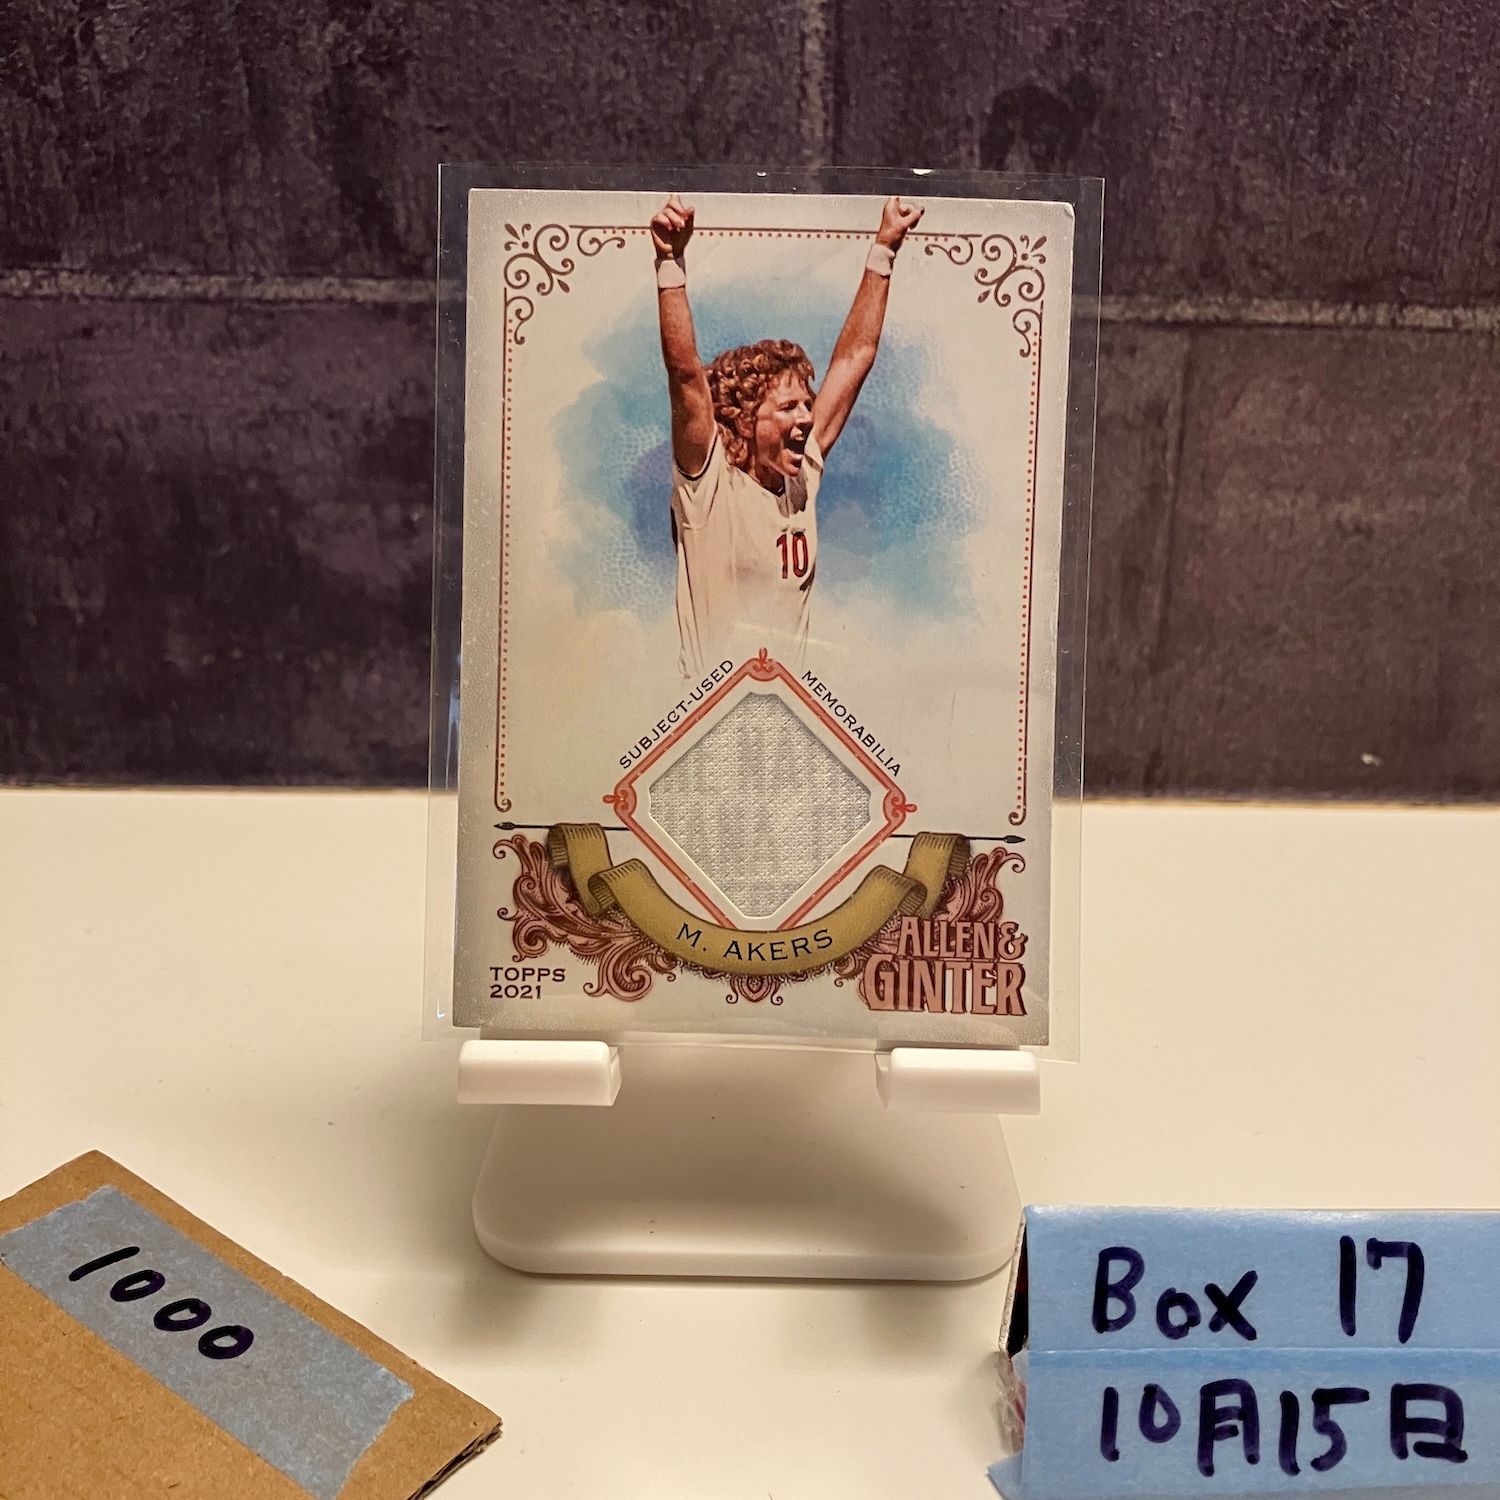 10
SUBJECT-USED
MEMORABILIA
M. AKERS
ALLEN&
GINTER
TOPPS
2021
1000
Box 17
10月15日